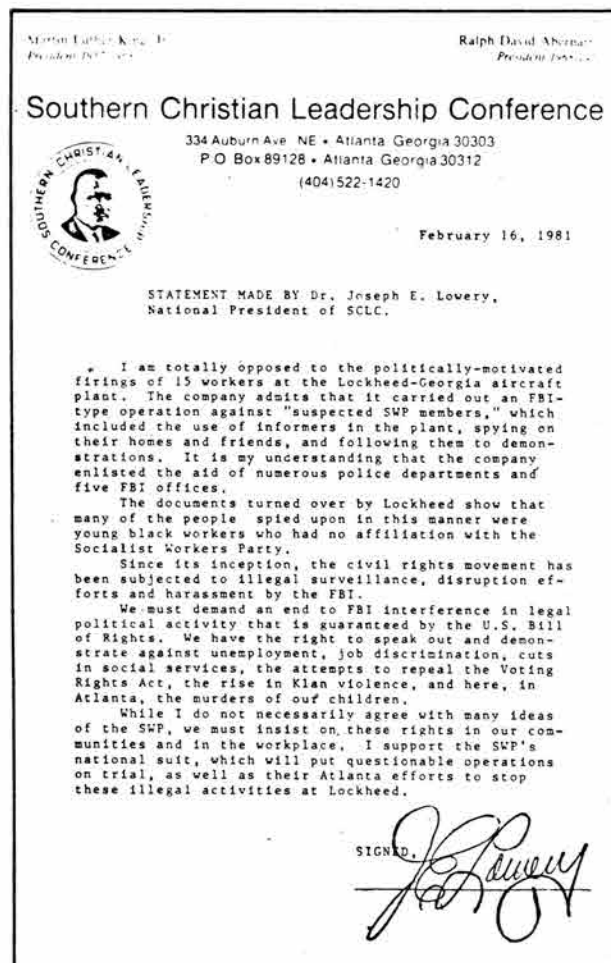 Martin Luther King, Jr.
President
Ralph David Abernathy
President
Southern Christian Leadership Conference
334 Auburn Ave. NE • Atlanta Georgia 30303
P.O. Box 89128 • Atlanta Georgia 30312
(404) 522-1420
SOUTHERN CHRISTIAN LEADERSHIP CONFERENCE
February 16, 1981
STATEMENT MADE BY Dr. Joseph E. Lowery,
National President of SCLC.
I am totally opposed to the politically-motivated
firings of 15 workers at the Lockheed-Georgia aircraft
plant. The company admits that it carried out an FBI-
type operation against "suspected SWP members," which
included the use of informers in the plant, spying on
their homes and friends, and following them to demon-
strations. It is my understanding that the company
enlisted the aid of numerous police departments and
five FBI offices.
The documents turned over by Lockheed show that
many of the people spied upon in this manner were
young black workers who had no affiliation with the
Socialist Workers Party.
Since its inception, the civil rights movement has
been subjected to illegal surveillance, disruption ef-
forts and harassment by the FBI.
We must demand an end to FBI interference in legal
political activity that is guaranteed by the U.S. Bill
of Rights. We have the right to speak out and demon-
strate against unemployment, job discrimination, cuts
in social services, the attempts to repeal the Voting
Rights Act, the rise in Klan violence, and here, in
Atlanta, the murders of our children.
While I do not necessarily agree with many ideas
of the SWP, we must insist on these rights in our com-
munities and in the workplace. I support the SWP's
national suit, which will put questionable operations
on trial, as well as their Atlanta efforts to stop
these illegal activities at Lockheed.
SIGNED,
J E Lowery